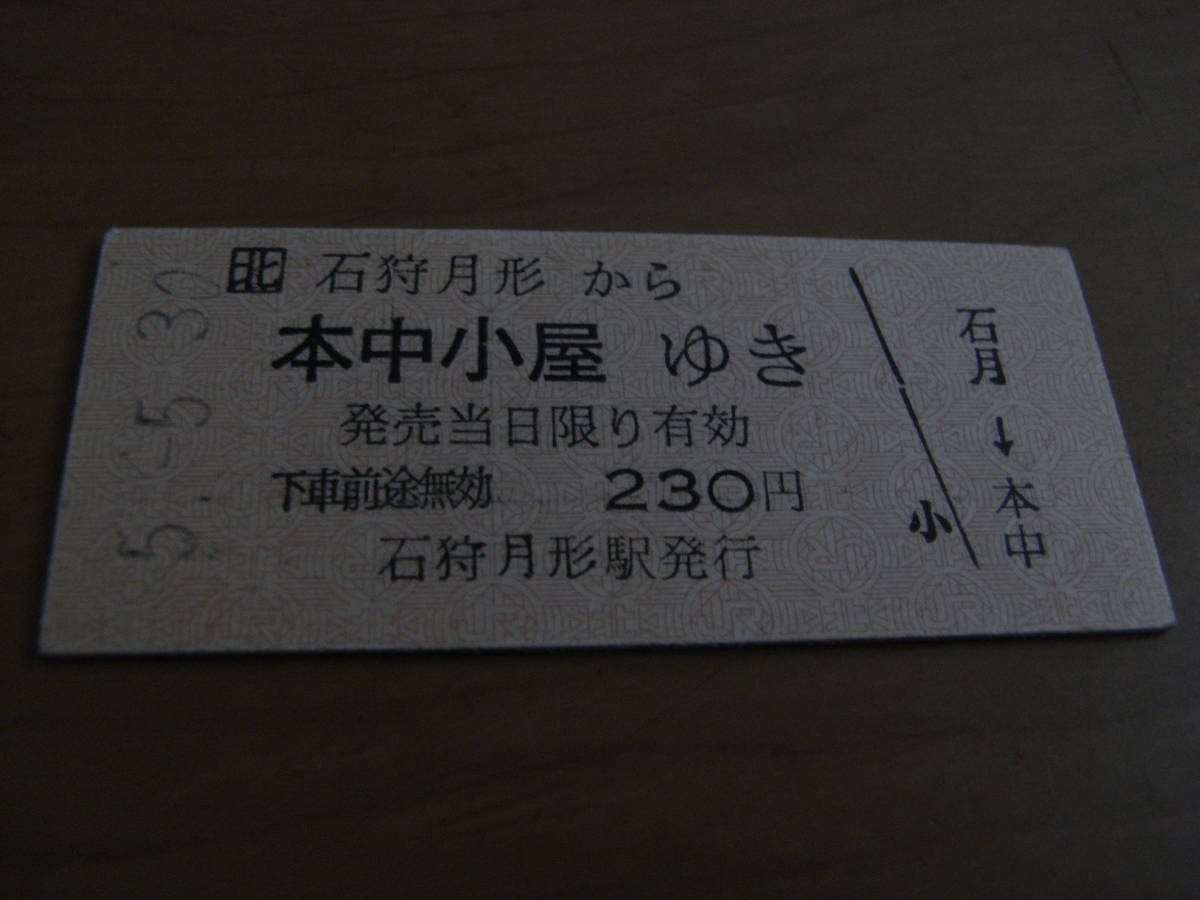 5.-5.30
北 石狩月形 から
本中小屋 ゆき
発売当日限り有効
下車前途無効 230円
石狩月形駅発行
石月→本中
小